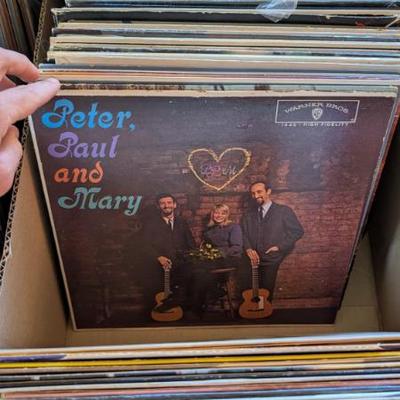 Peter,
Paul
and
Mary
WARNER BROS.
HIGH FIDELITY